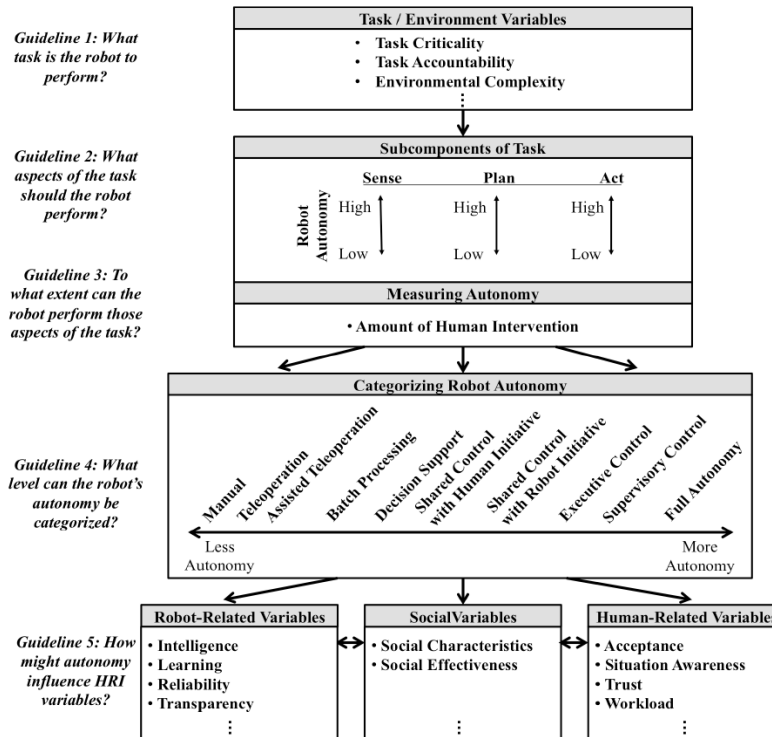 Task / Environment Variables
Guideline 1: What
task is the robot to
perform?
• Task Criticality
• Task Accountability
• Environmental Complexity
⋮
Guideline 2: What
aspects of the task
should the robot
perform?
Subcomponents of Task
Sense Plan Act
Robot
Autonomy
High High High
Low Low Low
Guideline 3: To
what extent can the
robot perform those
aspects of the task?
Measuring Autonomy
• Amount of Human Intervention
Categorizing Robot Autonomy
Guideline 4: What
level can the robot's
autonomy be
categorized?
Manual
Teleoperation
Assisted Teleoperation
Batch Processing
Decision Support
Shared Control
with Human Initiative
Shared Control
with Robot Initiative
Executive Control
Supervisory Control
Full Autonomy
Less
Autonomy
More
Autonomy
Guideline 5: How
might autonomy
influence HRI
variables?
Robot-Related Variables
• Intelligence
• Learning
• Reliability
• Transparency
⋮
SocialVariables
• Social Characteristics
• Social Effectiveness
⋮
Human-Related Variables
• Acceptance
• Situation Awareness
• Trust
• Workload
⋮